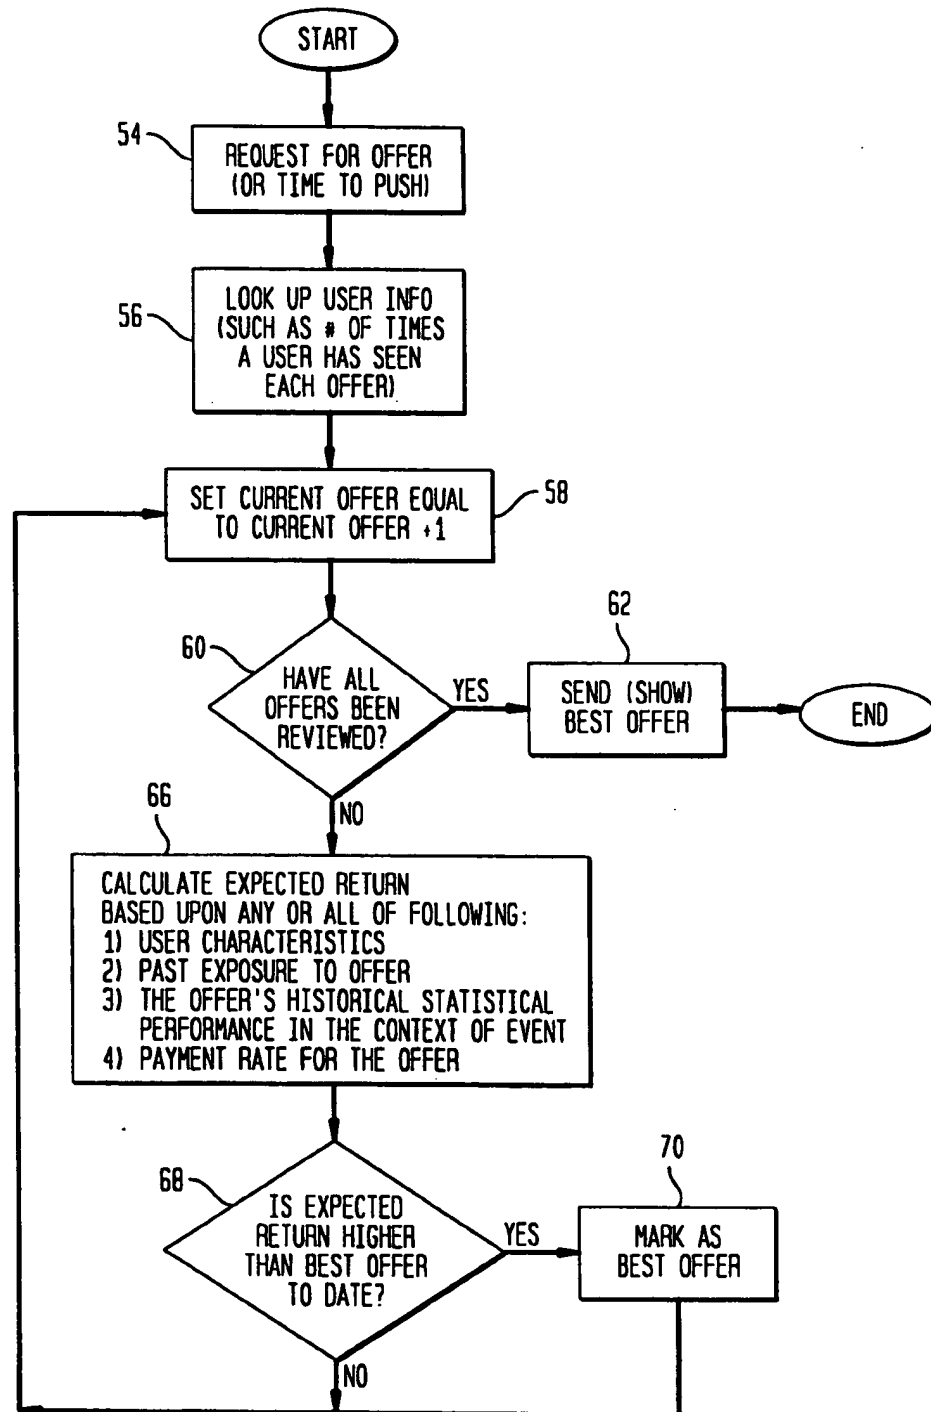 START
54
REQUEST FOR OFFER
(OR TIME TO PUSH)
56
LOOK UP USER INFO
(SUCH AS # OF TIMES
A USER HAS SEEN
EACH OFFER)
58
SET CURRENT OFFER EQUAL
TO CURRENT OFFER +1
60
HAVE ALL
OFFERS BEEN
REVIEWED?
YES
62
SEND (SHOW)
BEST OFFER
END
NO
66
CALCULATE EXPECTED RETURN
BASED UPON ANY OR ALL OF FOLLOWING:
1) USER CHARACTERISTICS
2) PAST EXPOSURE TO OFFER
3) THE OFFER'S HISTORICAL STATISTICAL
PERFORMANCE IN THE CONTEXT OF EVENT
4) PAYMENT RATE FOR THE OFFER
68
IS EXPECTED
RETURN HIGHER
THAN BEST OFFER
TO DATE?
YES
70
MARK AS
BEST OFFER
NO